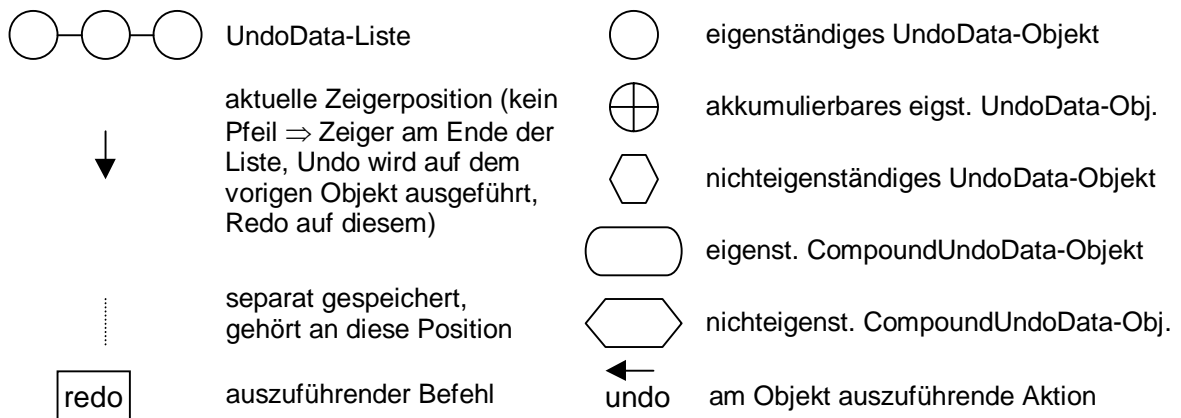 UndoData-Liste
aktuelle Zeigerposition (kein
Pfeil ⇒ Zeiger am Ende der
Liste, Undo wird auf dem
vorigen Objekt ausgeführt,
Redo auf diesem)
separat gespeichert,
gehört an diese Position
redo
auszuführender Befehl
eigenständiges UndoData-Objekt
akkumulierbares eigst. UndoData-Obj.
nichteigenständiges UndoData-Objekt
eigenst. CompoundUndoData-Objekt
nichteigenst. CompoundUndoData-Obj.
undo
am Objekt auszuführende Aktion